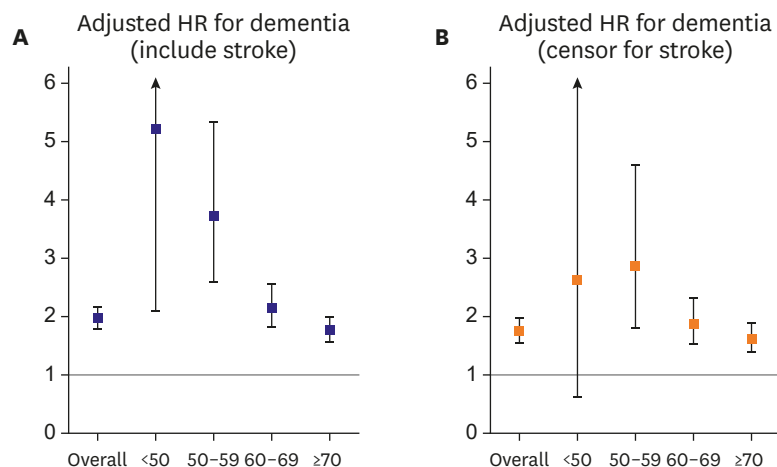 A
Adjusted HR for dementia
(include stroke)
6
5
4
3
2
1
0
Overall <50 50–59 60–69 ≥70
B
Adjusted HR for dementia
(censor for stroke)
6
5
4
3
2
1
0
Overall <50 50–59 60–69 ≥70